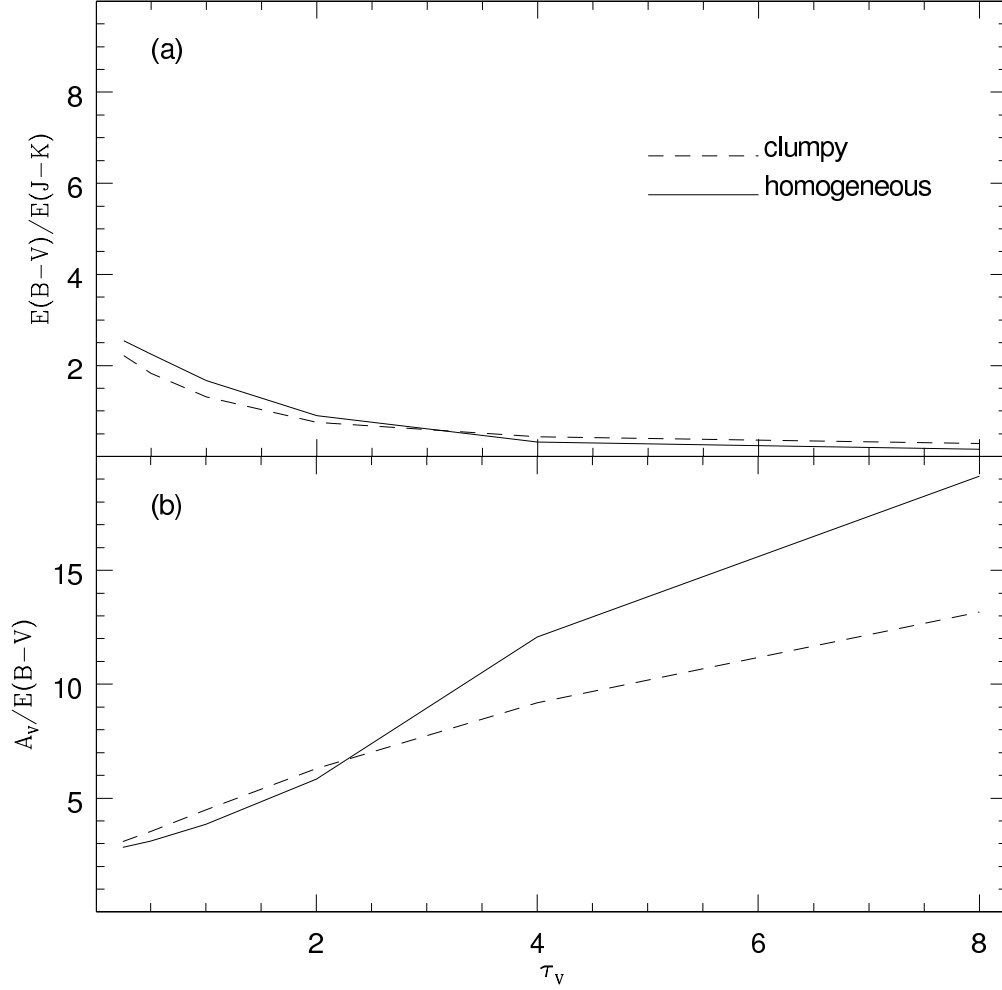 (a)
8
6
4
2
E(B−V)/E(J−K)
clumpy
homogeneous
(b)
15
10
5
A_V/E(B−V)
2 4 6 8
τ_V